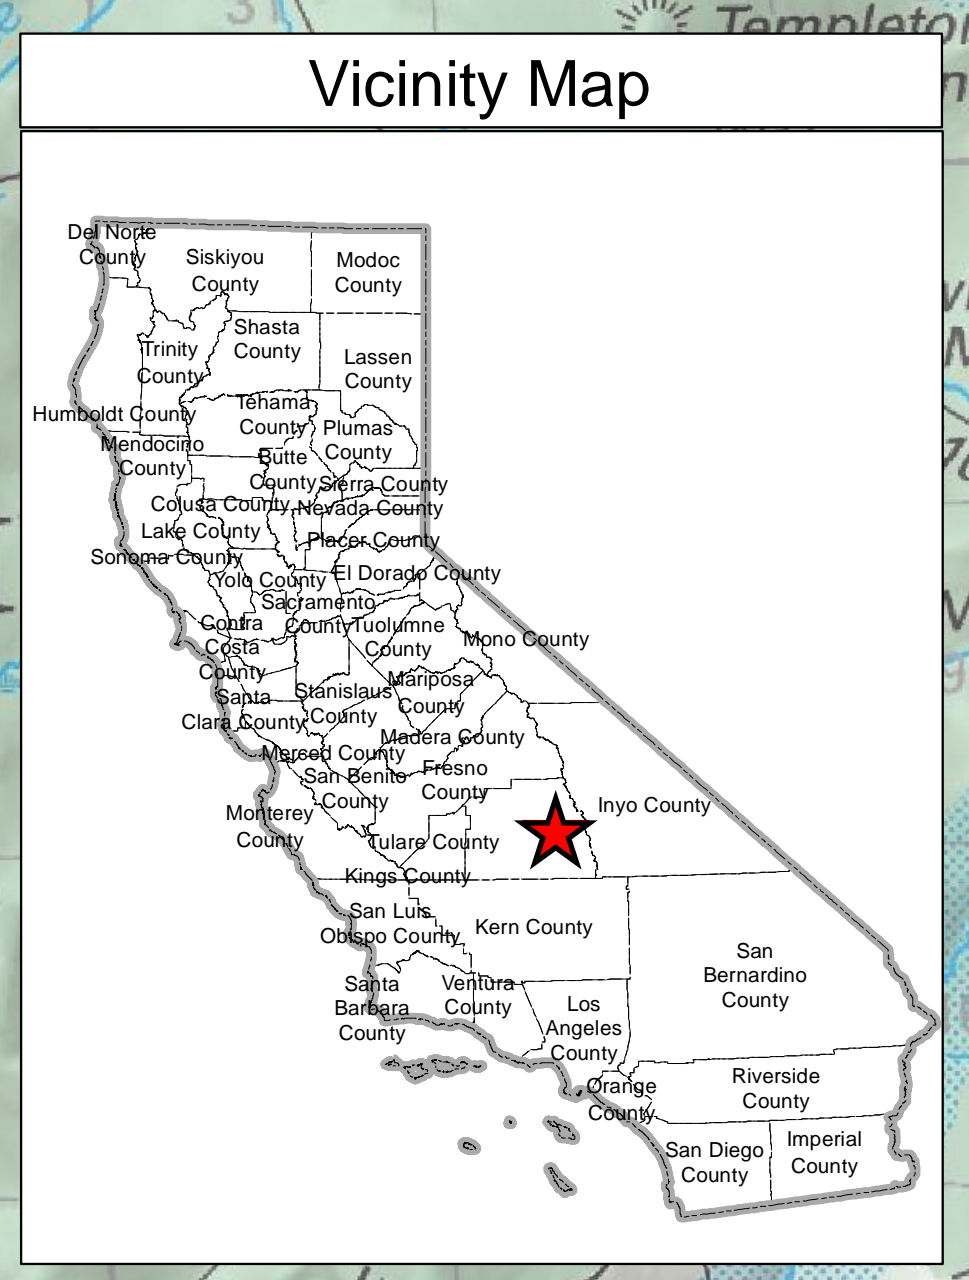 Templeto
Vicinity Map
Del Norte
County
Siskiyou
County
Modoc
County
Shasta
County
Trinity
County
Lassen
County
Humboldt County
Tehama
County
Plumas
County
Mendocino
County
Butte
County
Sierra County
Colusa County
Nevada County
Lake County
Placer County
Sonoma County
Yolo County
El Dorado County
Sacramento
County
Contra
Costa
County
Tuolumne
County
Mono County
Santa
Clara County
Stanislaus
County
Mariposa
County
Madera County
Merced County
San Benito
County
Fresno
County
Inyo County
Monterey
County
Tulare County
Kings County
San Luis
Obispo County
Kern County
San
Bernardino
County
Santa
Barbara
County
Ventura
County
Los
Angeles
County
Orange
County
Riverside
County
San Diego
County
Imperial
County